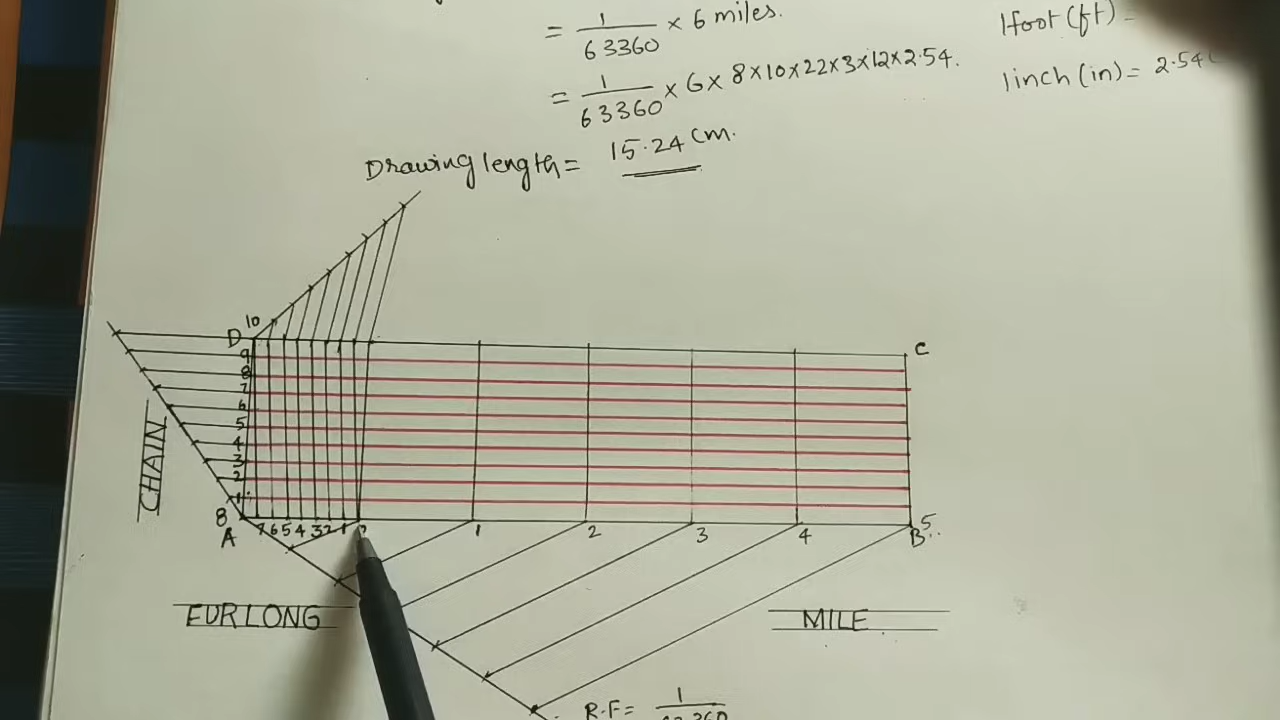 = 1/63360 × 6 miles.
1foot (ft) =
= 1/63360 × 6 × 8×10×22×3×12×2.54.
1inch (in) = 2.54
Drawing length = 15.24 cm.
10
D
C
9
8
7
6
5
4
3
2
1
CHAIN
8 7 6 5 4 3 2 1 0 1 2 3 4 5
A B
FURLONG
MILE
R.F = 1/